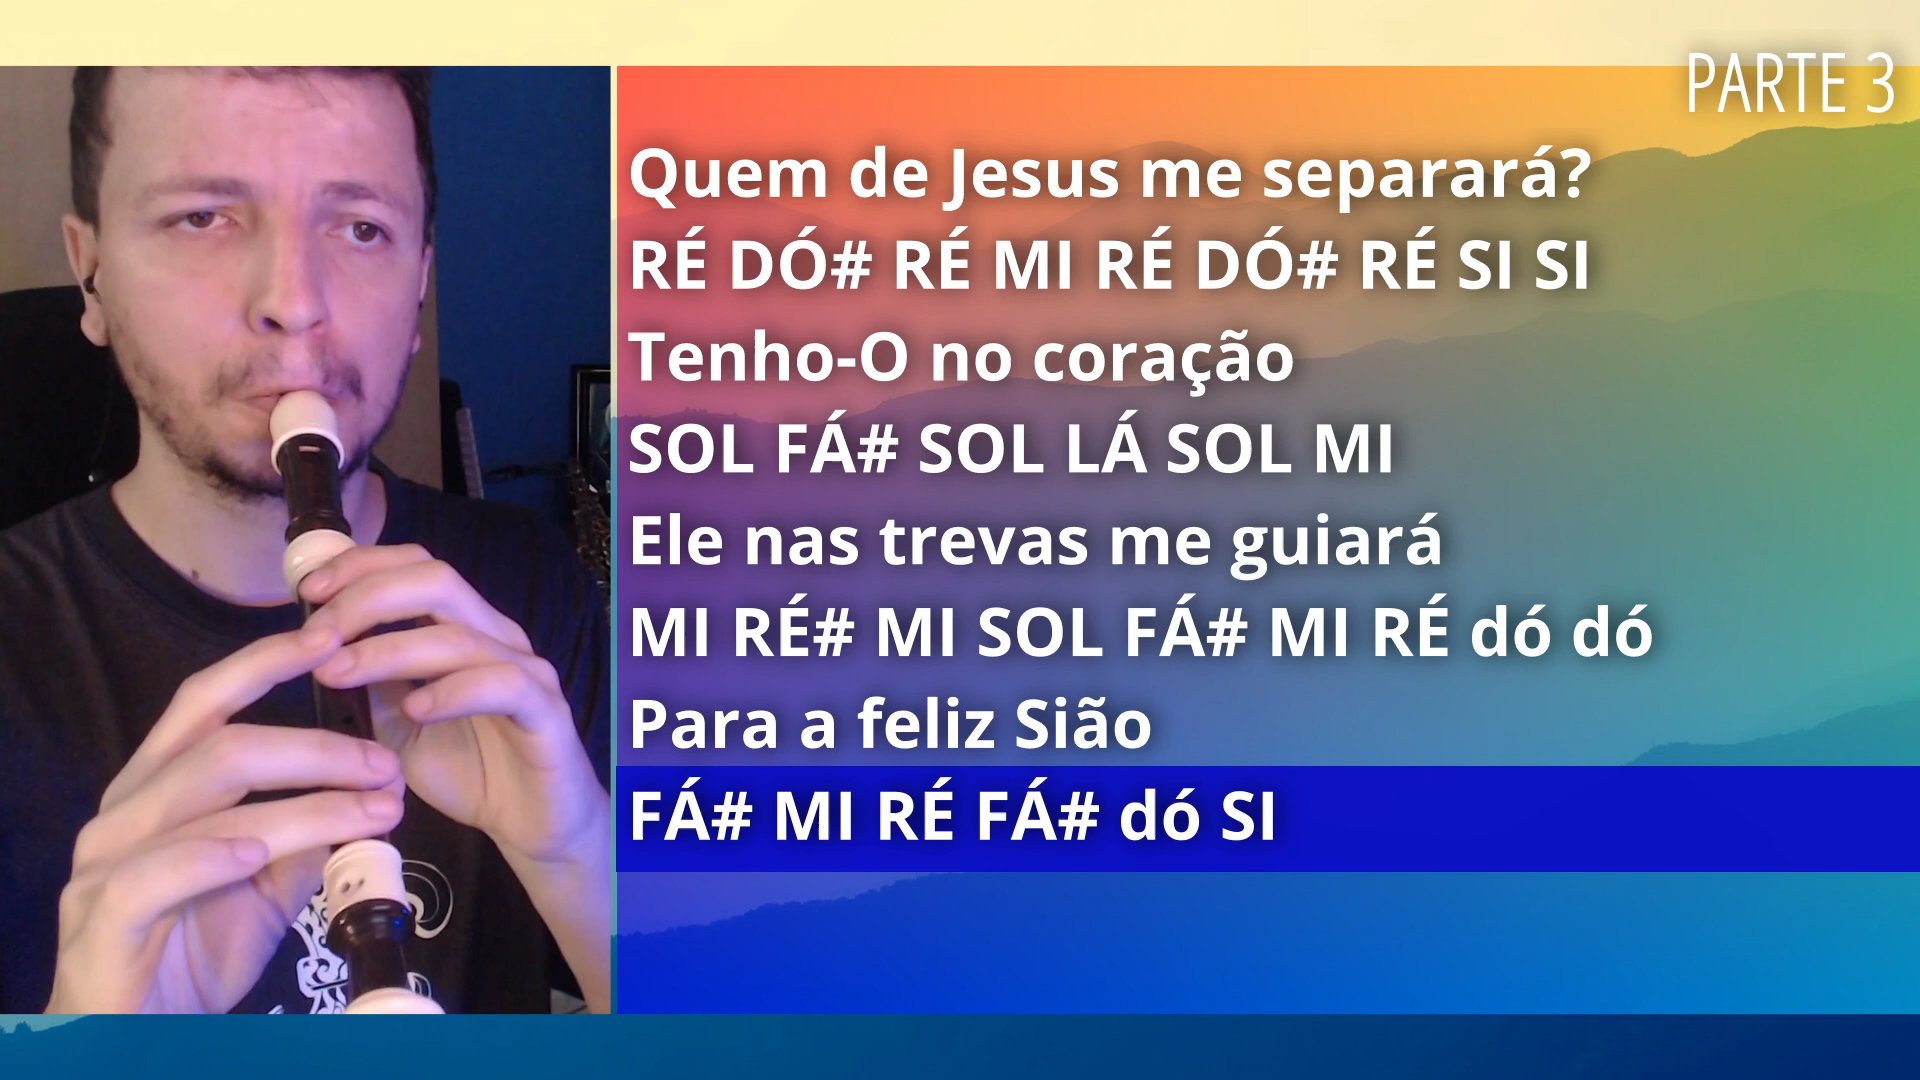 PARTE 3
Quem de Jesus me separará?
RÉ DÓ# RÉ MI RÉ DÓ# RÉ SI SI
Tenho-O no coração
SOL FÁ# SOL LÁ SOL MI
Ele nas trevas me guiará
MI RÉ# MI SOL FÁ# MI RÉ dó dó
Para a feliz Sião
FÁ# MI RÉ FÁ# dó SI